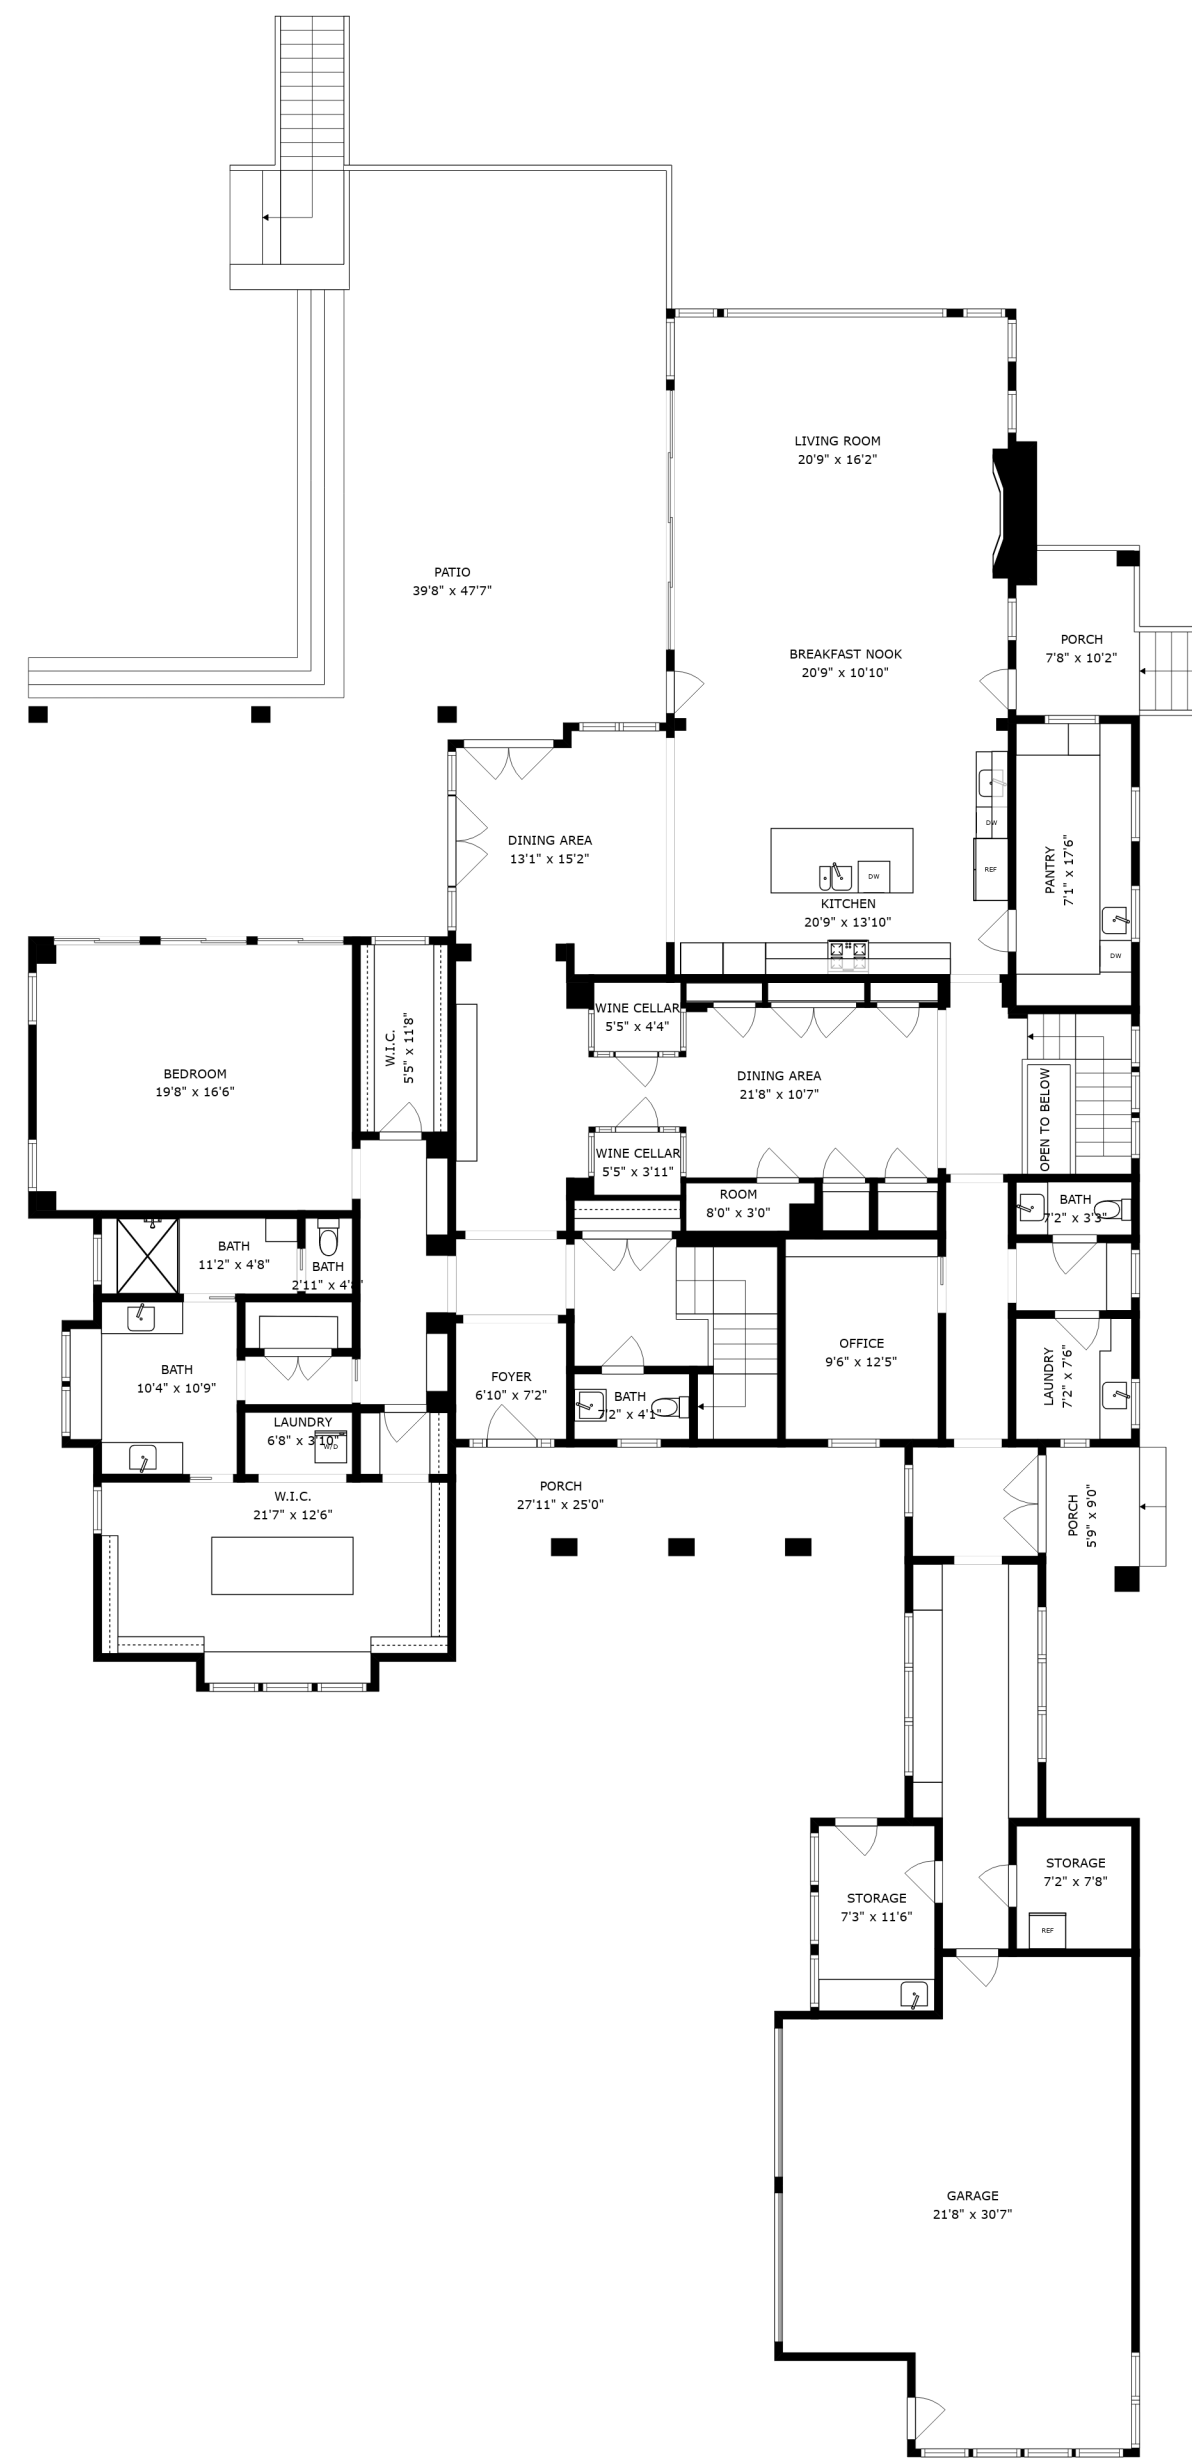 LIVING ROOM
20'9" x 16'2"
PATIO
39'8" x 47'7"
PORCH
7'8" x 10'2"
BREAKFAST NOOK
20'9" x 10'10"
DINING AREA
13'1" x 15'2"
DW
REF
DW
PANTRY
7'1" x 17'6"
KITCHEN
20'9" x 13'10"
DW
WINE CELLAR
5'5" x 4'4"
W.I.C.
5'5" x 11'8"
BEDROOM
19'8" x 16'6"
DINING AREA
21'8" x 10'7"
OPEN TO BELOW
WINE CELLAR
5'5" x 3'11"
ROOM
8'0" x 3'0"
BATH
7'2" x 3'3"
BATH
11'2" x 4'8"
BATH
2'11" x 4'8"
OFFICE
9'6" x 12'5"
BATH
10'4" x 10'9"
FOYER
6'10" x 7'2"
BATH
7'2" x 4'1"
LAUNDRY
7'2" x 7'6"
LAUNDRY
6'8" x 3'10"
W/D
W.I.C.
21'7" x 12'6"
PORCH
27'11" x 25'0"
PORCH
5'9" x 9'0"
STORAGE
7'2" x 7'8"
STORAGE
7'3" x 11'6"
REF
GARAGE
21'8" x 30'7"